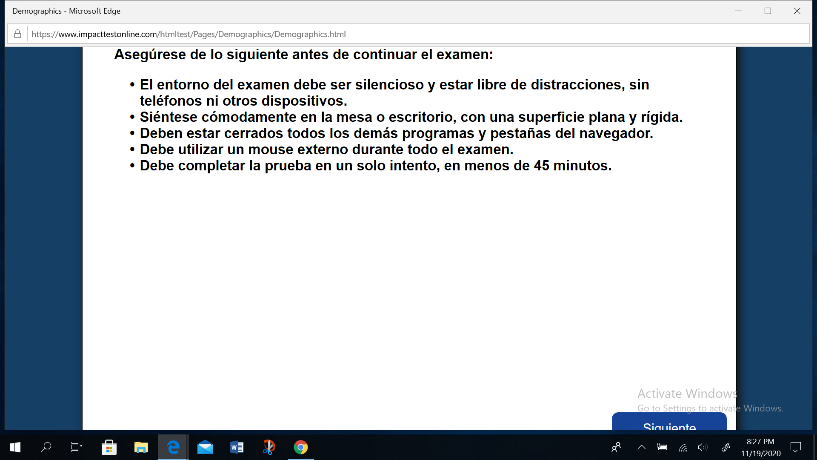 Demographics - Microsoft Edge
https://www.impacttestonline.com/htmltest/Pages/Demographics/Demographics.html
Asegúrese de lo siguiente antes de continuar el examen:
• El entorno del examen debe ser silencioso y estar libre de distracciones, sin
teléfonos ni otros dispositivos.
• Siéntese cómodamente en la mesa o escritorio, con una superficie plana y rígida.
• Deben estar cerrados todos los demás programas y pestañas del navegador.
• Debe utilizar un mouse externo durante todo el examen.
• Debe completar la prueba en un solo intento, en menos de 45 minutos.
Activate Windows
Go to Settings to activate Windows.
Siguiente
8:27 PM
11/19/2020